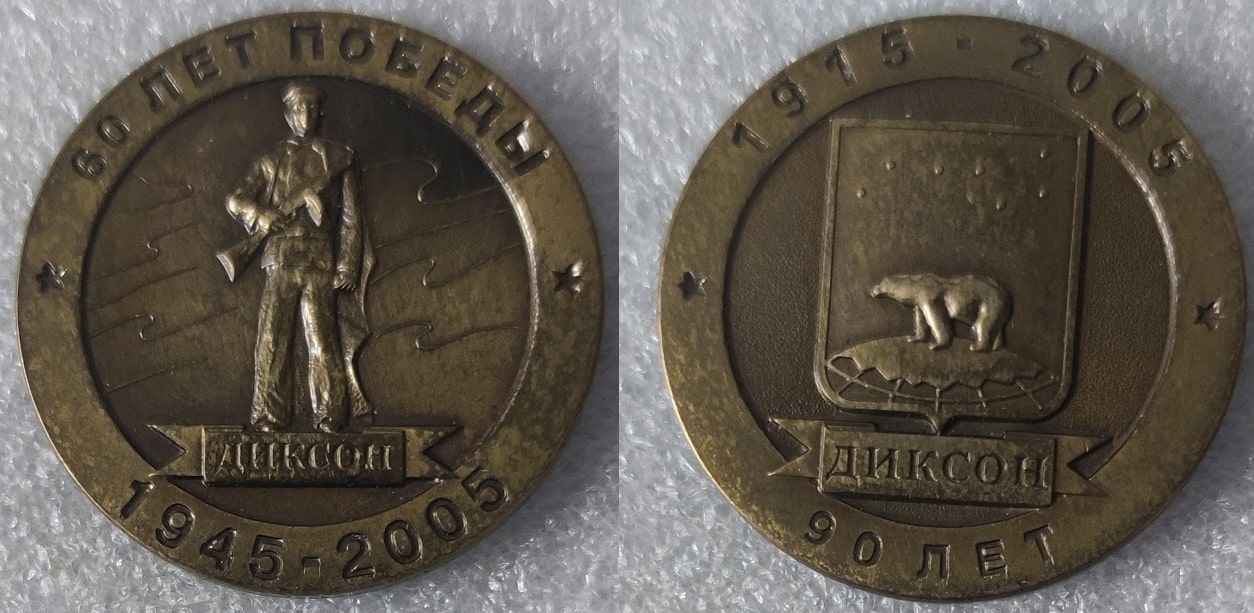 60 ЛЕТ ПОБЕДЫ
ДИКСОН
1945-2005
1915-2005
ДИКСОН
90 ЛЕТ